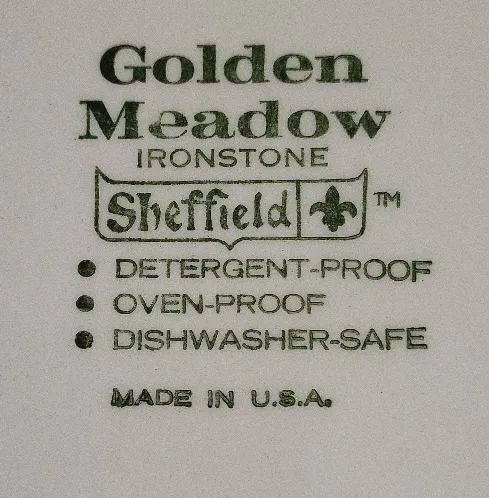 Golden
Meadow
IRONSTONE
Sheffield ™
● DETERGENT-PROOF
● OVEN-PROOF
● DISHWASHER-SAFE
MADE IN U.S.A.